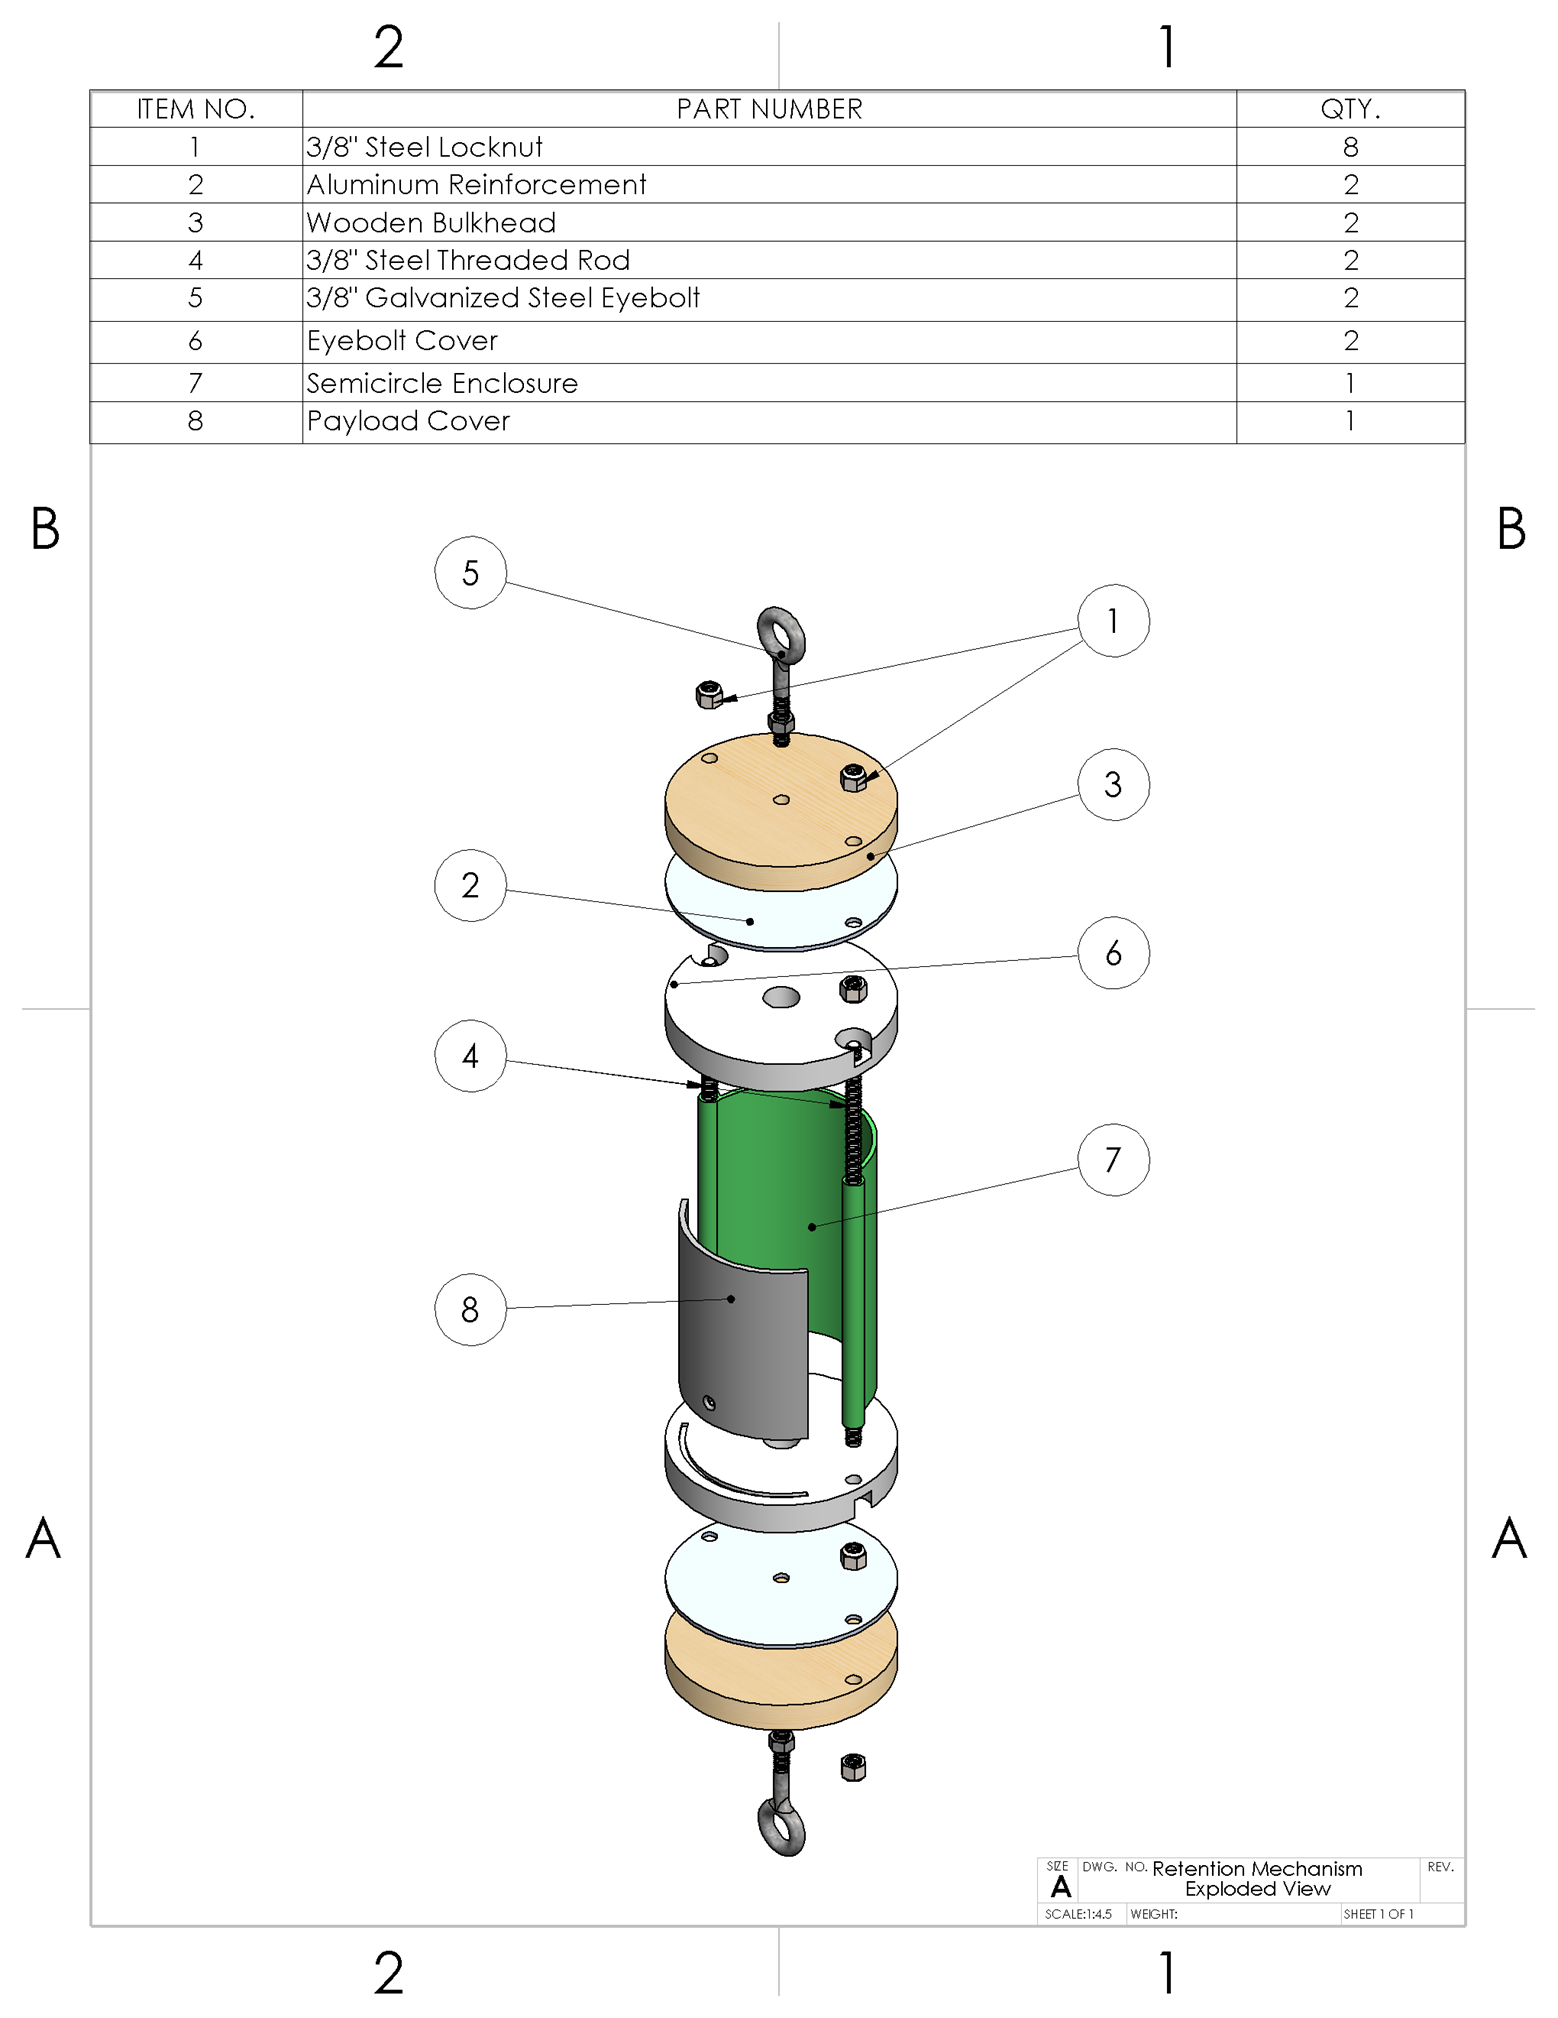 2 1
ITEM NO. PART NUMBER QTY.
1 3/8" Steel Locknut 8
2 Aluminum Reinforcement 2
3 Wooden Bulkhead 2
4 3/8" Steel Threaded Rod 2
5 3/8" Galvanized Steel Eyebolt 2
6 Eyebolt Cover 2
7 Semicircle Enclosure 1
8 Payload Cover 1
B B
5
1
3
2
6
4
7
8
A A
SIZE DWG. NO. Retention Mechanism REV.
A Exploded View
SCALE:1:4.5 WEIGHT: SHEET 1 OF 1
2 1